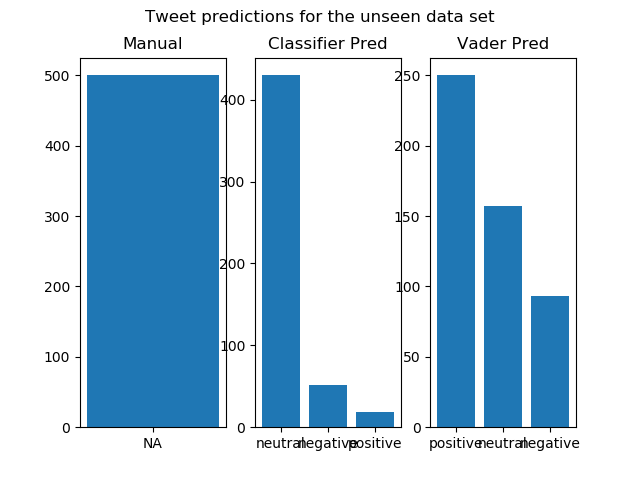 Tweet predictions for the unseen data set
Manual
500
400
300
200
100
0
NA
Classifier Pred
400
300
200
100
0
neutral negative positive
Vader Pred
250
200
150
100
50
0
positive neutral negative